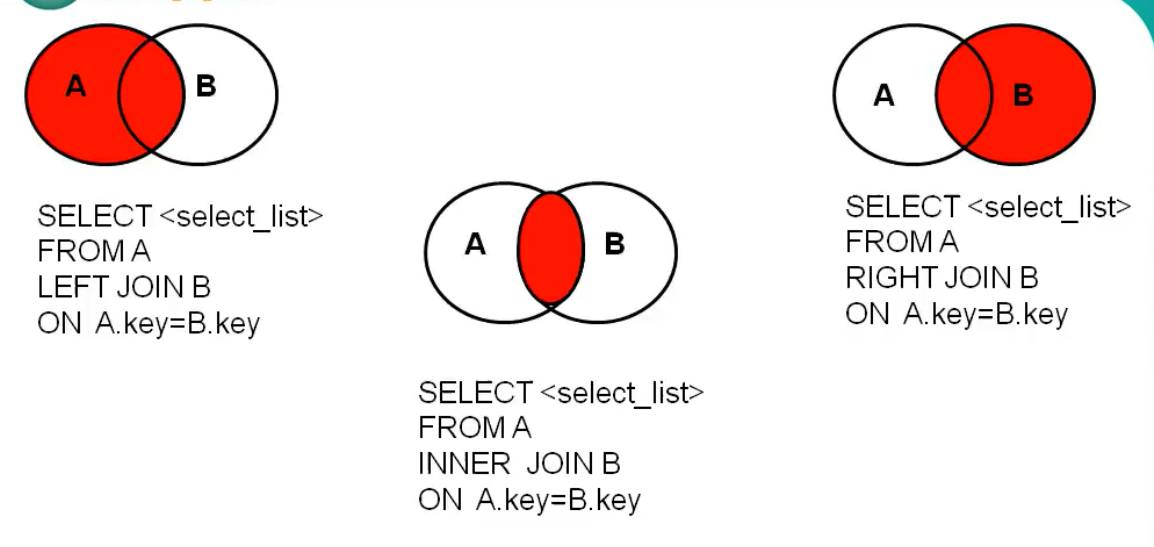 A B
SELECT <select_list>
FROM A
LEFT JOIN B
ON A.key=B.key
A B
SELECT <select_list>
FROM A
INNER JOIN B
ON A.key=B.key
A B
SELECT <select_list>
FROM A
RIGHT JOIN B
ON A.key=B.key